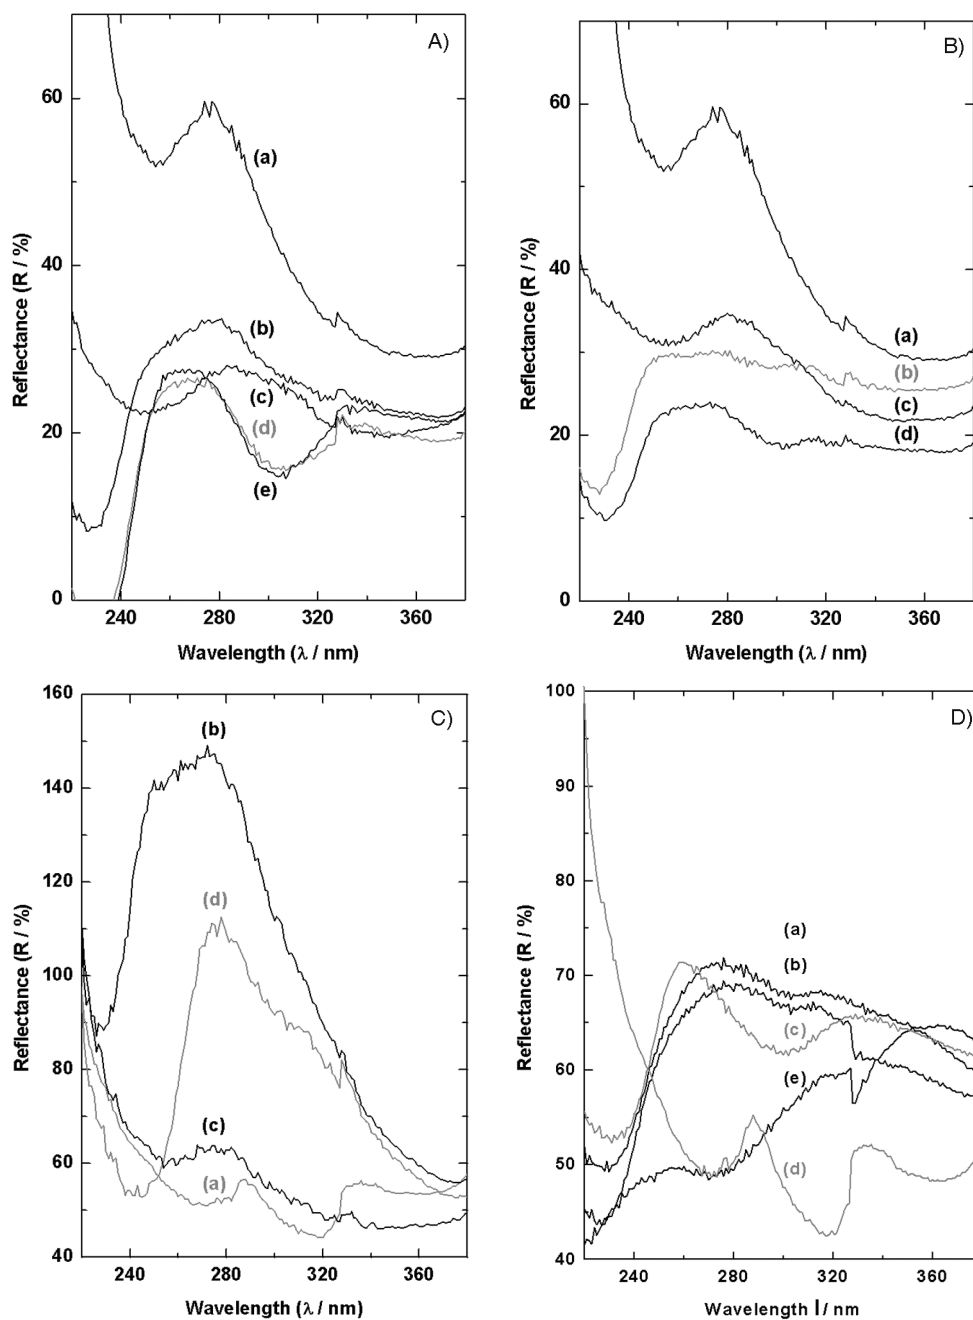 A)
60
40
20
0
240
280
320
360
Reflectance (R / %)
Wavelength (λ / nm)
(a)
(b)
(c)
(d)
(e)
B)
60
40
20
0
240
280
320
360
Reflectance (R / %)
Wavelength (λ / nm)
(a)
(b)
(c)
(d)
C)
160
140
120
100
80
60
40
240
280
320
360
Reflectance (R / %)
Wavelength (λ / nm)
(b)
(d)
(c)
(a)
D)
100
90
80
70
60
50
40
240
280
320
360
Reflectance (R / %)
Wavelength l / nm
(a)
(b)
(c)
(e)
(d)